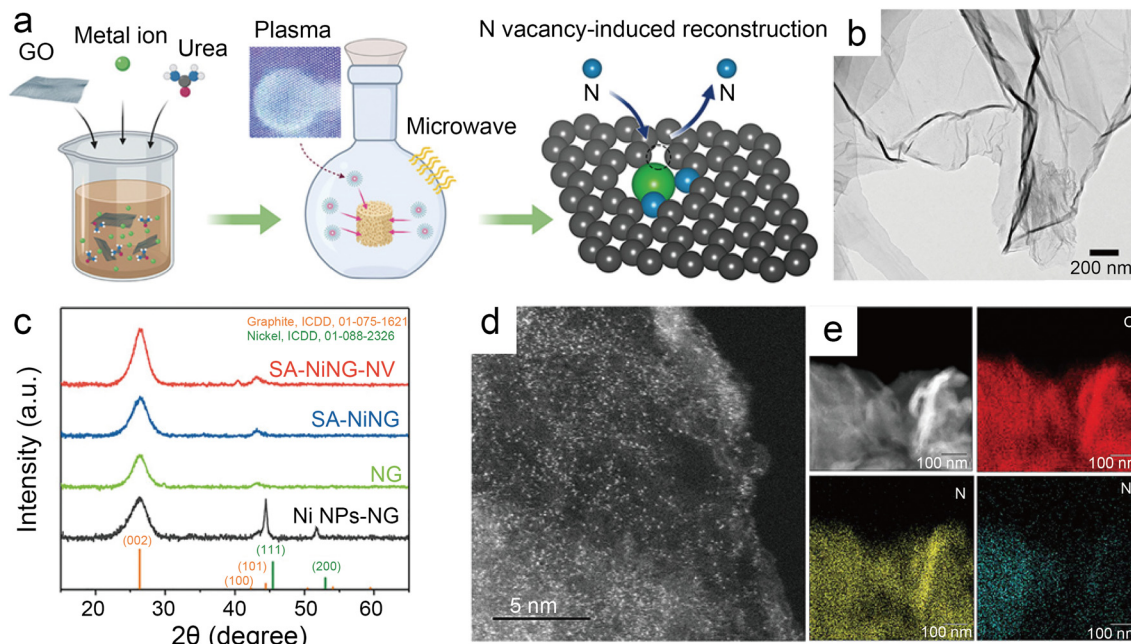 a
GO
Metal ion
Urea
Plasma
Microwave
N vacancy-induced reconstruction
N
N
b
200 nm
c
Graphite, ICDD, 01-075-1621
Nickel, ICDD, 01-088-2326
SA-NiNG-NV
SA-NiNG
NG
Ni NPs-NG
(002)
(100)
(101)
(111)
(200)
Intensity (a.u.)
20
30
40
50
60
2θ (degree)
d
5 nm
e
100 nm
100 nm
N
100 nm
N
100 nm